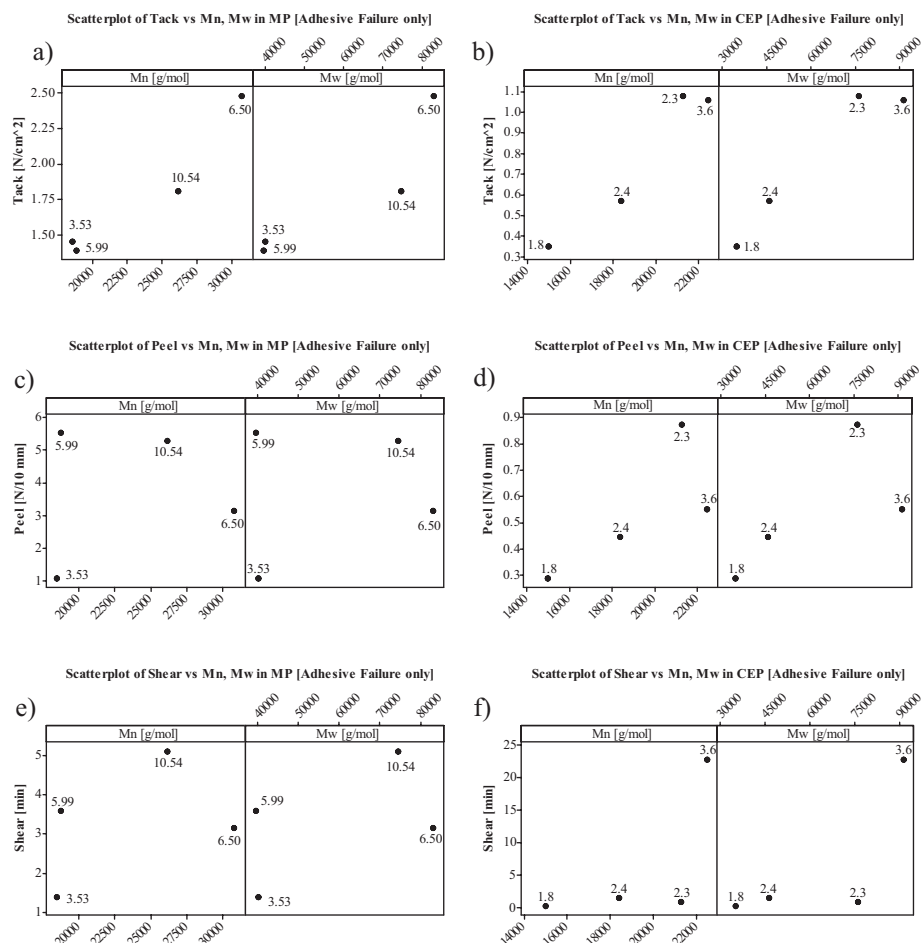 Scatterplot of Tack vs Mn, Mw in MP [Adhesive Failure only]
a)
40000 50000 60000 70000 80000
Mn [g/mol] Mw [g/mol]
Tack [N/cm^2]
2.50
2.25
2.00
1.75
1.50
6.50 6.50
10.54 10.54
3.53 3.53
5.99 5.99
20000 22500 25000 27500 30000
Scatterplot of Tack vs Mn, Mw in CEP [Adhesive Failure only]
b)
30000 45000 60000 75000 90000
Mn [g/mol] Mw [g/mol]
Tack [N/cm^2]
1.1
1.0
0.9
0.8
0.7
0.6
0.5
0.4
0.3
2.3 3.6 2.3 3.6
2.4 2.4
1.8 1.8
14000 16000 18000 20000 22000
Scatterplot of Peel vs Mn, Mw in MP [Adhesive Failure only]
c)
40000 50000 60000 70000 80000
Mn [g/mol] Mw [g/mol]
Peel [N/10 mm]
6
5
4
3
2
1
5.99 10.54 5.99 10.54
6.50 6.50
3.53 3.53
20000 22500 25000 27500 30000
Scatterplot of Peel vs Mn, Mw in CEP [Adhesive Failure only]
d)
30000 45000 60000 75000 90000
Mn [g/mol] Mw [g/mol]
Peel [N/10 mm]
0.9
0.8
0.7
0.6
0.5
0.4
0.3
2.3 2.3
3.6 3.6
2.4 2.4
1.8 1.8
14000 16000 18000 20000 22000
Scatterplot of Shear vs Mn, Mw in MP [Adhesive Failure only]
e)
40000 50000 60000 70000 80000
Mn [g/mol] Mw [g/mol]
Shear [min]
5
4
3
2
1
10.54 10.54
5.99 5.99
6.50 6.50
3.53 3.53
20000 22500 25000 27500 30000
Scatterplot of Shear vs Mn, Mw in CEP [Adhesive Failure only]
f)
30000 45000 60000 75000 90000
Mn [g/mol] Mw [g/mol]
Shear [min]
25
20
15
10
5
0
3.6 3.6
1.8 2.4 2.3 1.8 2.4 2.3
14000 16000 18000 20000 22000